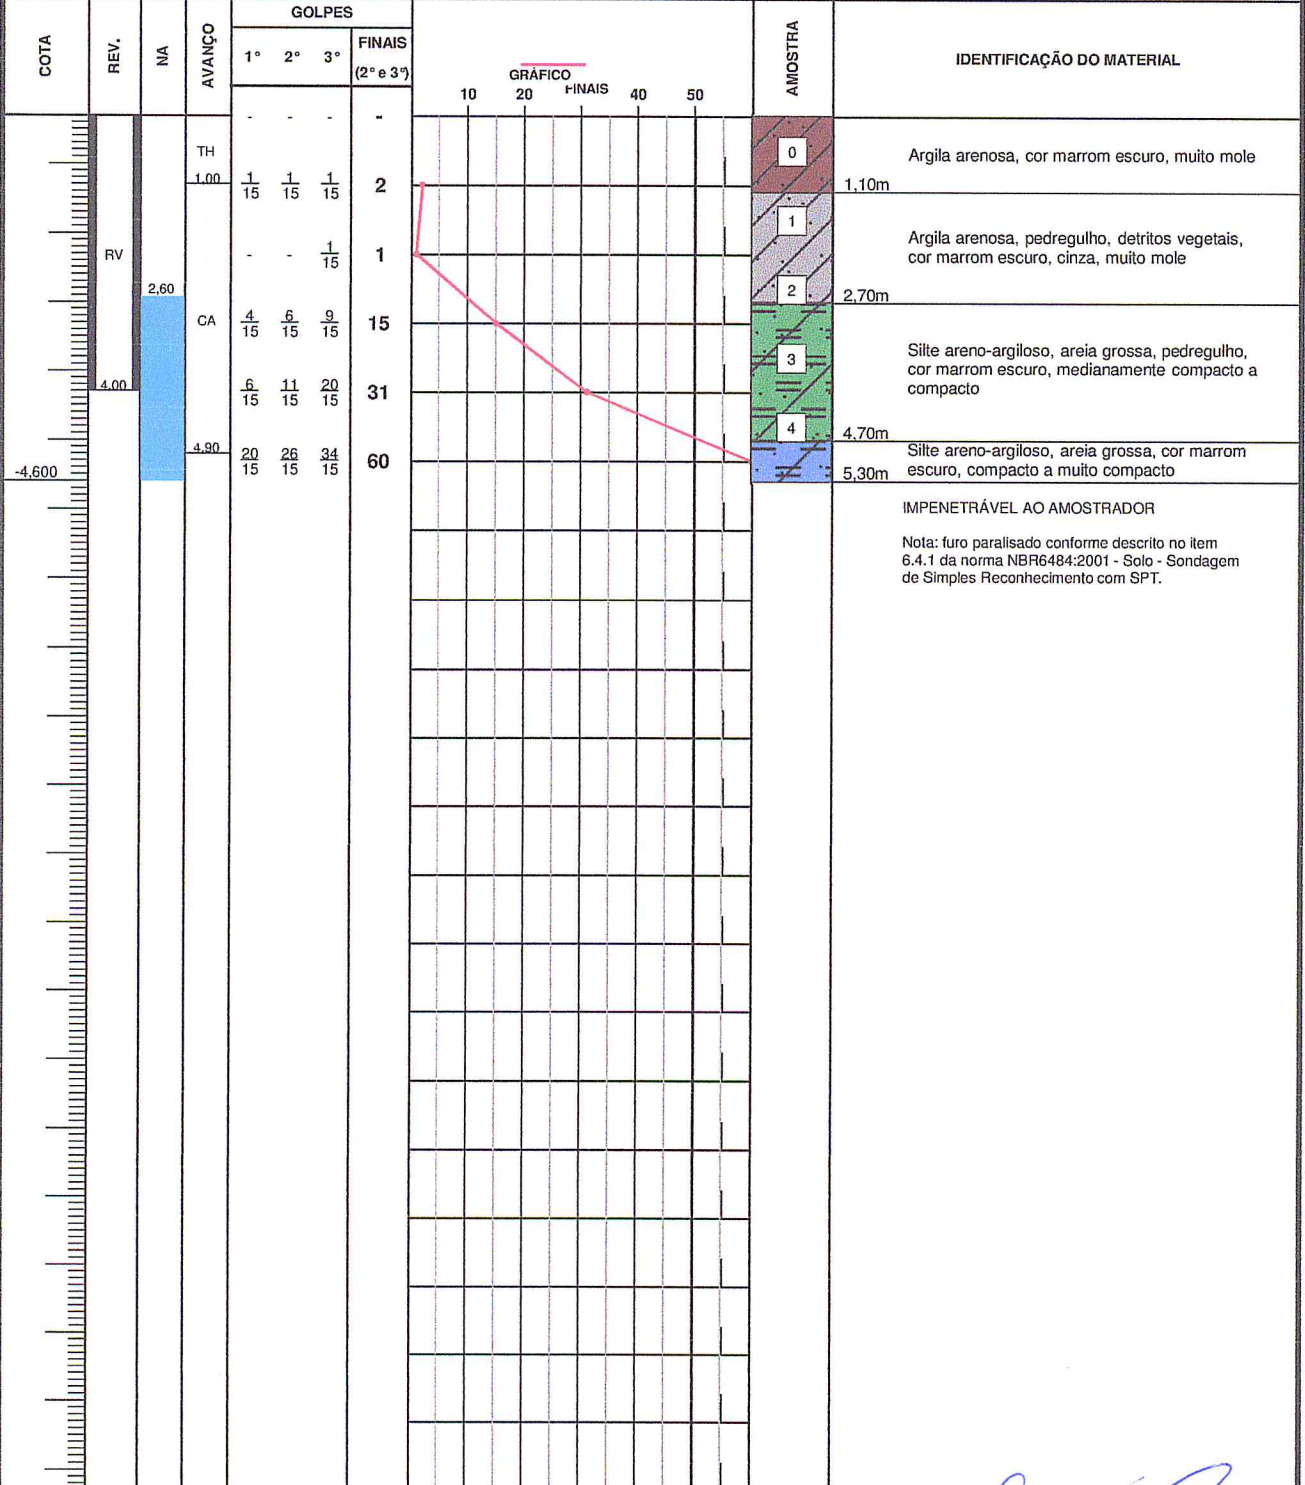 COTA
REV.
NA
AVANÇO
GOLPES
1° 2° 3°
FINAIS
(2° e 3°)
GRÁFICO
FINAIS
10 20 40 50
AMOSTRA
IDENTIFICAÇÃO DO MATERIAL
- - - -
TH
0
Argila arenosa, cor marrom escuro, muito mole
1,00
1/15 1/15 1/15 2
1,10m
1
RV
- - 1/15 1
Argila arenosa, pedregulho, detritos vegetais,
cor marrom escuro, cinza, muito mole
2,60
2
2,70m
CA
4/15 6/15 9/15 15
3
Silte areno-argiloso, areia grossa, pedregulho,
cor marrom escuro, medianamente compacto a
compacto
4,00
6/15 11/15 20/15 31
4
4,70m
4,90
20/15 26/15 34/15 60
Silte areno-argiloso, areia grossa, cor marrom
escuro, compacto a muito compacto
-4,600
5,30m
IMPENETRÁVEL AO AMOSTRADOR
Nota: furo paralisado conforme descrito no item
6.4.1 da norma NBR6484:2001 - Solo - Sondagem
de Simples Reconhecimento com SPT.